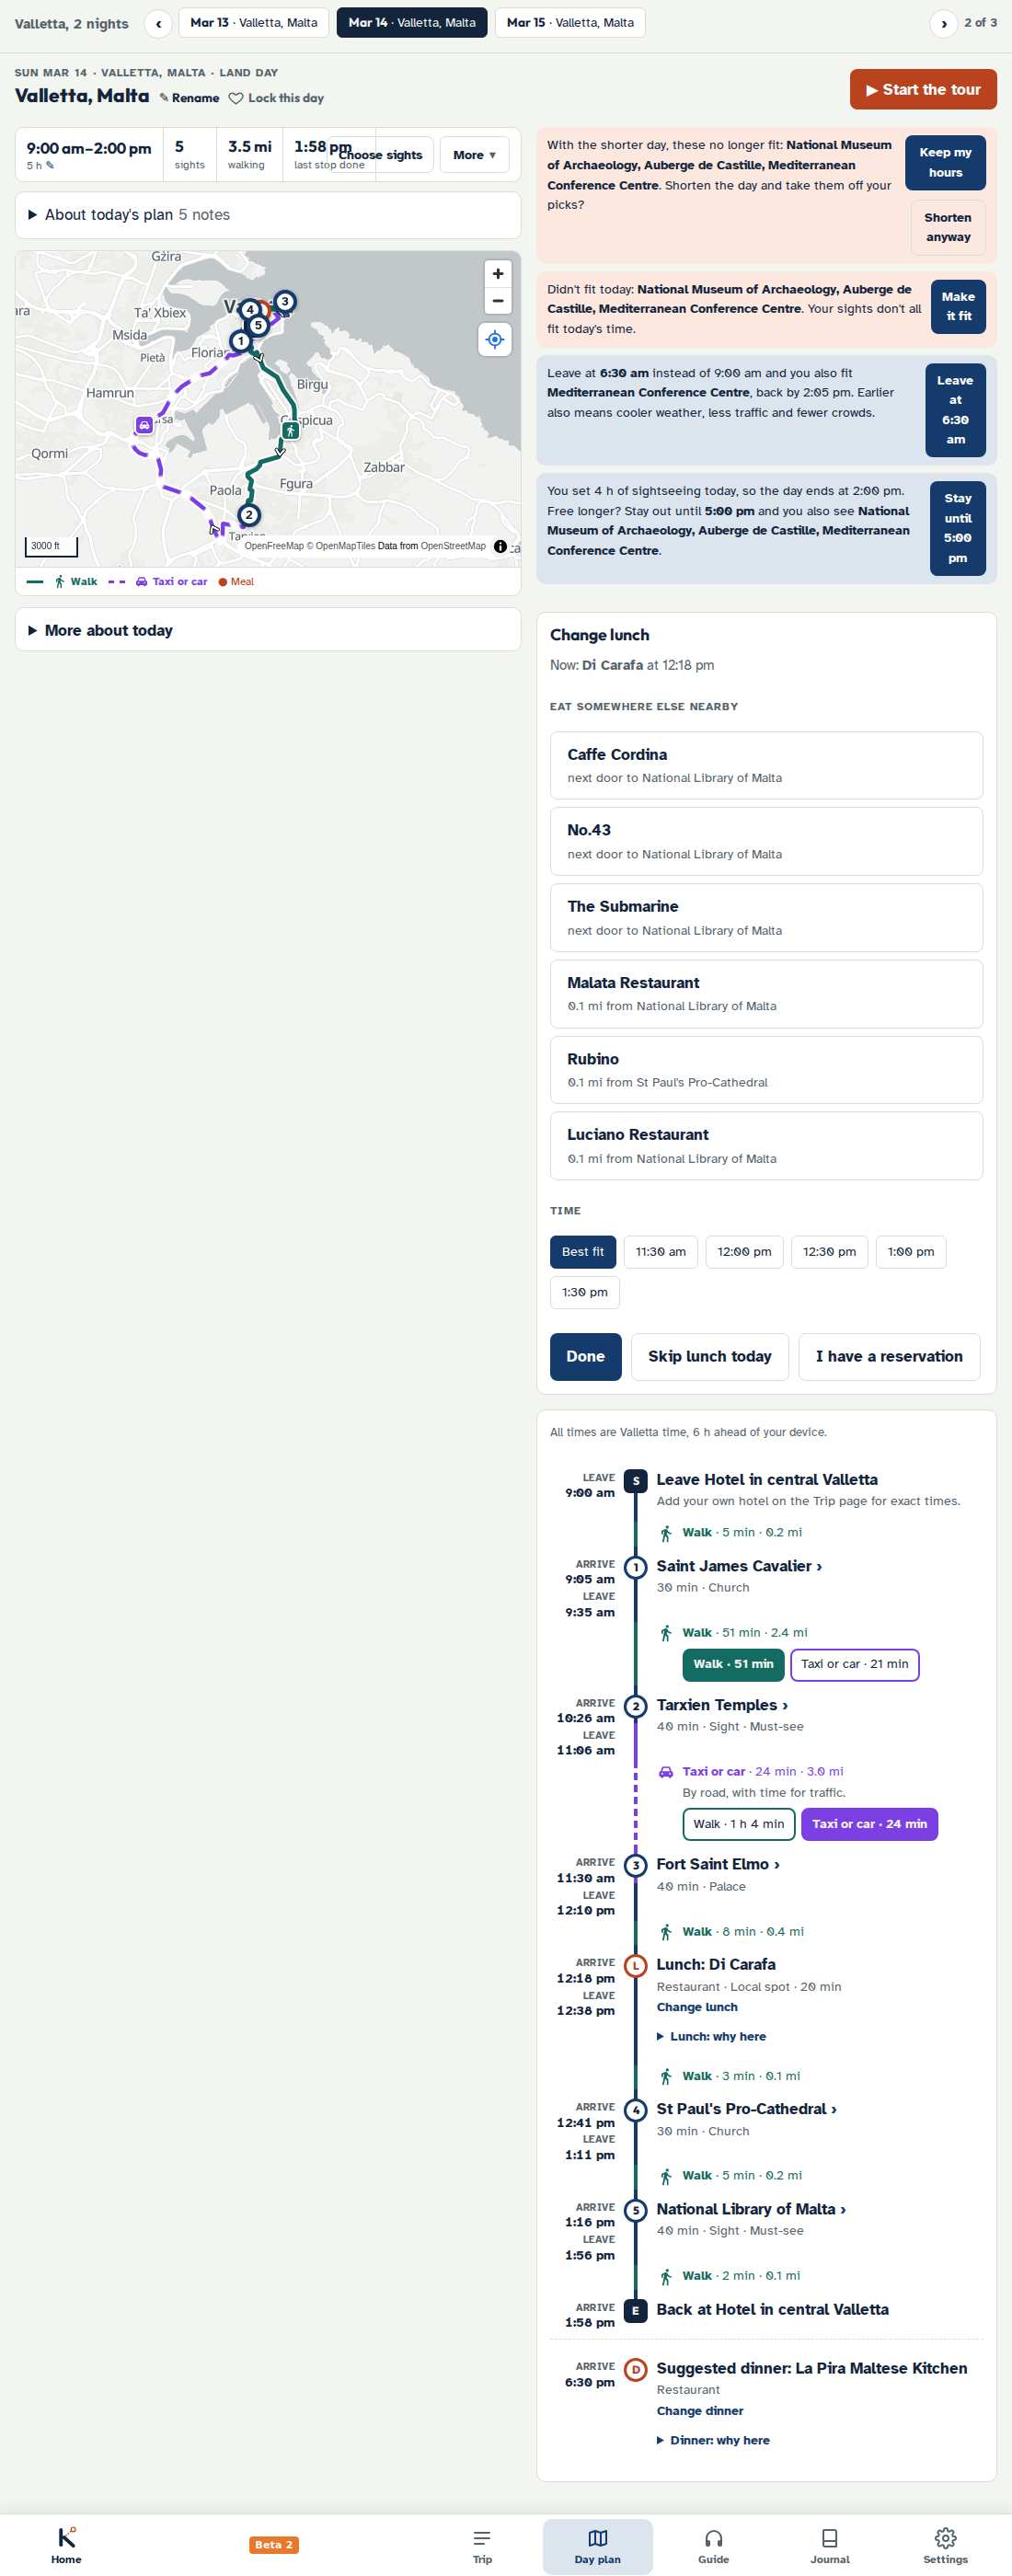 Valletta, 2 nights
‹
Mar 13 · Valletta, Malta
Mar 14 · Valletta, Malta
Mar 15 · Valletta, Malta
›
2 of 3
SUN MAR 14 · VALLETTA, MALTA · LAND DAY
Valletta, Malta
✎ Rename
Lock this day
▶ Start the tour
9:00 am–2:00 pm
5 h ✎
5
sights
3.5 mi
walking
1:58 pm
last stop done
Choose sights
More ▾
▶ About today's plan 5 notes
Gżira
Ta' Xbiex
Msida
Pietà
Hamrun
Qormi
Birgu
Fgura
Paola
Zabbar
4
3
5
1
2
+
−
3000 ft
OpenFreeMap © OpenMapTiles Data from OpenStreetMap
Walk
Taxi or car
Meal
▶ More about today
With the shorter day, these no longer fit: National Museum
of Archaeology, Auberge de Castille, Mediterranean
Conference Centre. Shorten the day and take them off your
picks?
Keep my
hours
Shorten
anyway
Didn't fit today: National Museum of Archaeology, Auberge de
Castille, Mediterranean Conference Centre. Your sights don't all
fit today's time.
Make
it fit
Leave at 6:30 am instead of 9:00 am and you also fit
Mediterranean Conference Centre, back by 2:05 pm. Earlier
also means cooler weather, less traffic and fewer crowds.
Leave
at
6:30
am
You set 4 h of sightseeing today, so the day ends at 2:00 pm.
Free longer? Stay out until 5:00 pm and you also see National
Museum of Archaeology, Auberge de Castille, Mediterranean
Conference Centre.
Stay
until
5:00
pm
Change lunch
Now: Di Carafa at 12:18 pm
EAT SOMEWHERE ELSE NEARBY
Caffe Cordina
next door to National Library of Malta
No.43
next door to National Library of Malta
The Submarine
next door to National Library of Malta
Malata Restaurant
0.1 mi from National Library of Malta
Rubino
0.1 mi from St Paul's Pro-Cathedral
Luciano Restaurant
0.1 mi from National Library of Malta
TIME
Best fit
11:30 am
12:00 pm
12:30 pm
1:00 pm
1:30 pm
Done
Skip lunch today
I have a reservation
All times are Valletta time, 6 h ahead of your device.
LEAVE
9:00 am
S
Leave Hotel in central Valletta
Add your own hotel on the Trip page for exact times.
Walk · 5 min · 0.2 mi
ARRIVE
9:05 am
LEAVE
9:35 am
1
Saint James Cavalier ›
30 min · Church
Walk · 51 min · 2.4 mi
Walk · 51 min
Taxi or car · 21 min
ARRIVE
10:26 am
LEAVE
11:06 am
2
Tarxien Temples ›
40 min · Sight · Must-see
Taxi or car · 24 min · 3.0 mi
By road, with time for traffic.
Walk · 1 h 4 min
Taxi or car · 24 min
ARRIVE
11:30 am
LEAVE
12:10 pm
3
Fort Saint Elmo ›
40 min · Palace
Walk · 8 min · 0.4 mi
ARRIVE
12:18 pm
LEAVE
12:38 pm
L
Lunch: Di Carafa
Restaurant · Local spot · 20 min
Change lunch
▶ Lunch: why here
Walk · 3 min · 0.1 mi
ARRIVE
12:41 pm
LEAVE
1:11 pm
4
St Paul's Pro-Cathedral ›
30 min · Church
Walk · 5 min · 0.2 mi
ARRIVE
1:16 pm
LEAVE
1:56 pm
5
National Library of Malta ›
40 min · Sight · Must-see
Walk · 2 min · 0.1 mi
ARRIVE
1:58 pm
E
Back at Hotel in central Valletta
ARRIVE
6:30 pm
D
Suggested dinner: La Pira Maltese Kitchen
Restaurant
Change dinner
▶ Dinner: why here
Home
Beta 2
Trip
Day plan
Guide
Journal
Settings